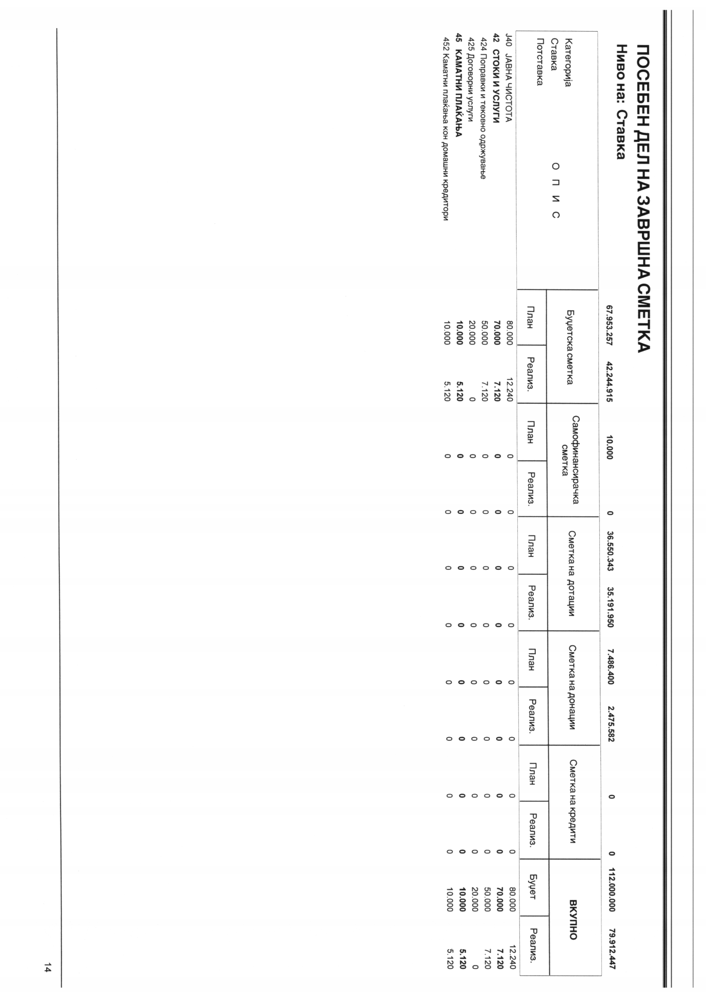 ПОСЕБЕН ДЕЛ НА ЗАВРШНА СМЕТКА
Ниво на: Ставка
67.953.257 42.244.915 10.000 0 36.550.343 35.191.950 7.486.400 2.475.582 0 0 112.000.000 79.912.447
Категорија
Ставка
Потставка
О П И С
Буџетска сметка
Самофинансирачка
сметка
Сметка на дотации
Сметка на донации
Сметка на кредити
ВКУПНО
План Реализ. План Реализ. План Реализ. План Реализ. План Реализ. Буџет Реализ.
Ј40 ЈАВНА ЧИСТОТА 80.000 12.240 0 0 0 0 0 0 0 0 80.000 12.240
42 СТОКИ И УСЛУГИ 70.000 7.120 0 0 0 0 0 0 0 0 70.000 7.120
424 Поправки и тековно одржување 50.000 7.120 0 0 0 0 0 0 0 0 50.000 7.120
425 Договорни услуги 20.000 0 0 0 0 0 0 0 0 0 20.000 0
45 КАМАТНИ ПЛАЌАЊА 10.000 5.120 0 0 0 0 0 0 0 0 10.000 5.120
452 Каматни плаќања кон домашни кредитори 10.000 5.120 0 0 0 0 0 0 0 0 10.000 5.120
14